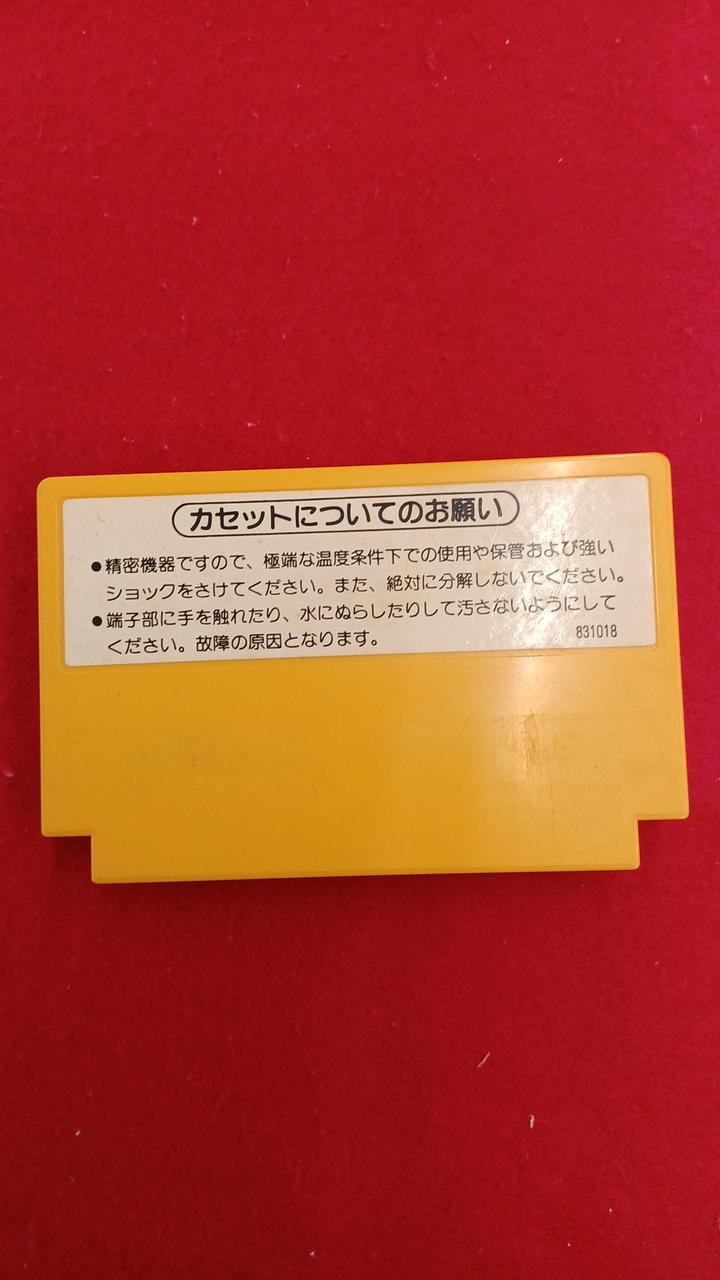 カセットについてのお願い
●精密機器ですので、極端な温度条件下での使用や保管および強い
ショックをさけてください。また、絶対に分解しないでください。
●端子部に手を触れたり、水にぬらしたりして汚さないようにして
ください。故障の原因となります。
831018